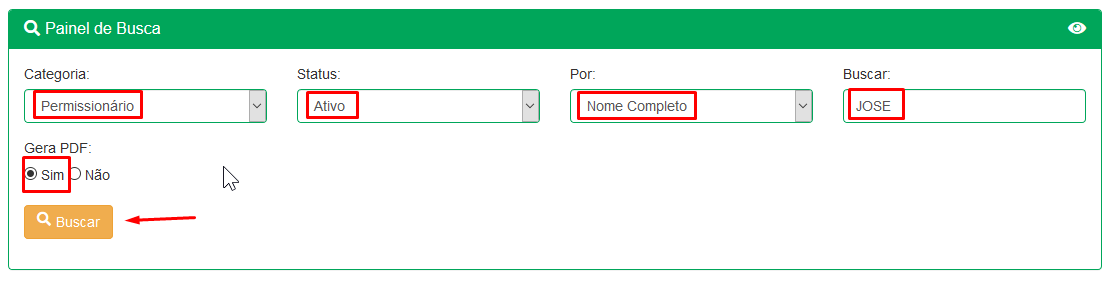 Painel de Busca
Categoria: Status: Por: Buscar:
Permissionário Ativo Nome Completo JOSE
Gera PDF:
Sim Não
Buscar